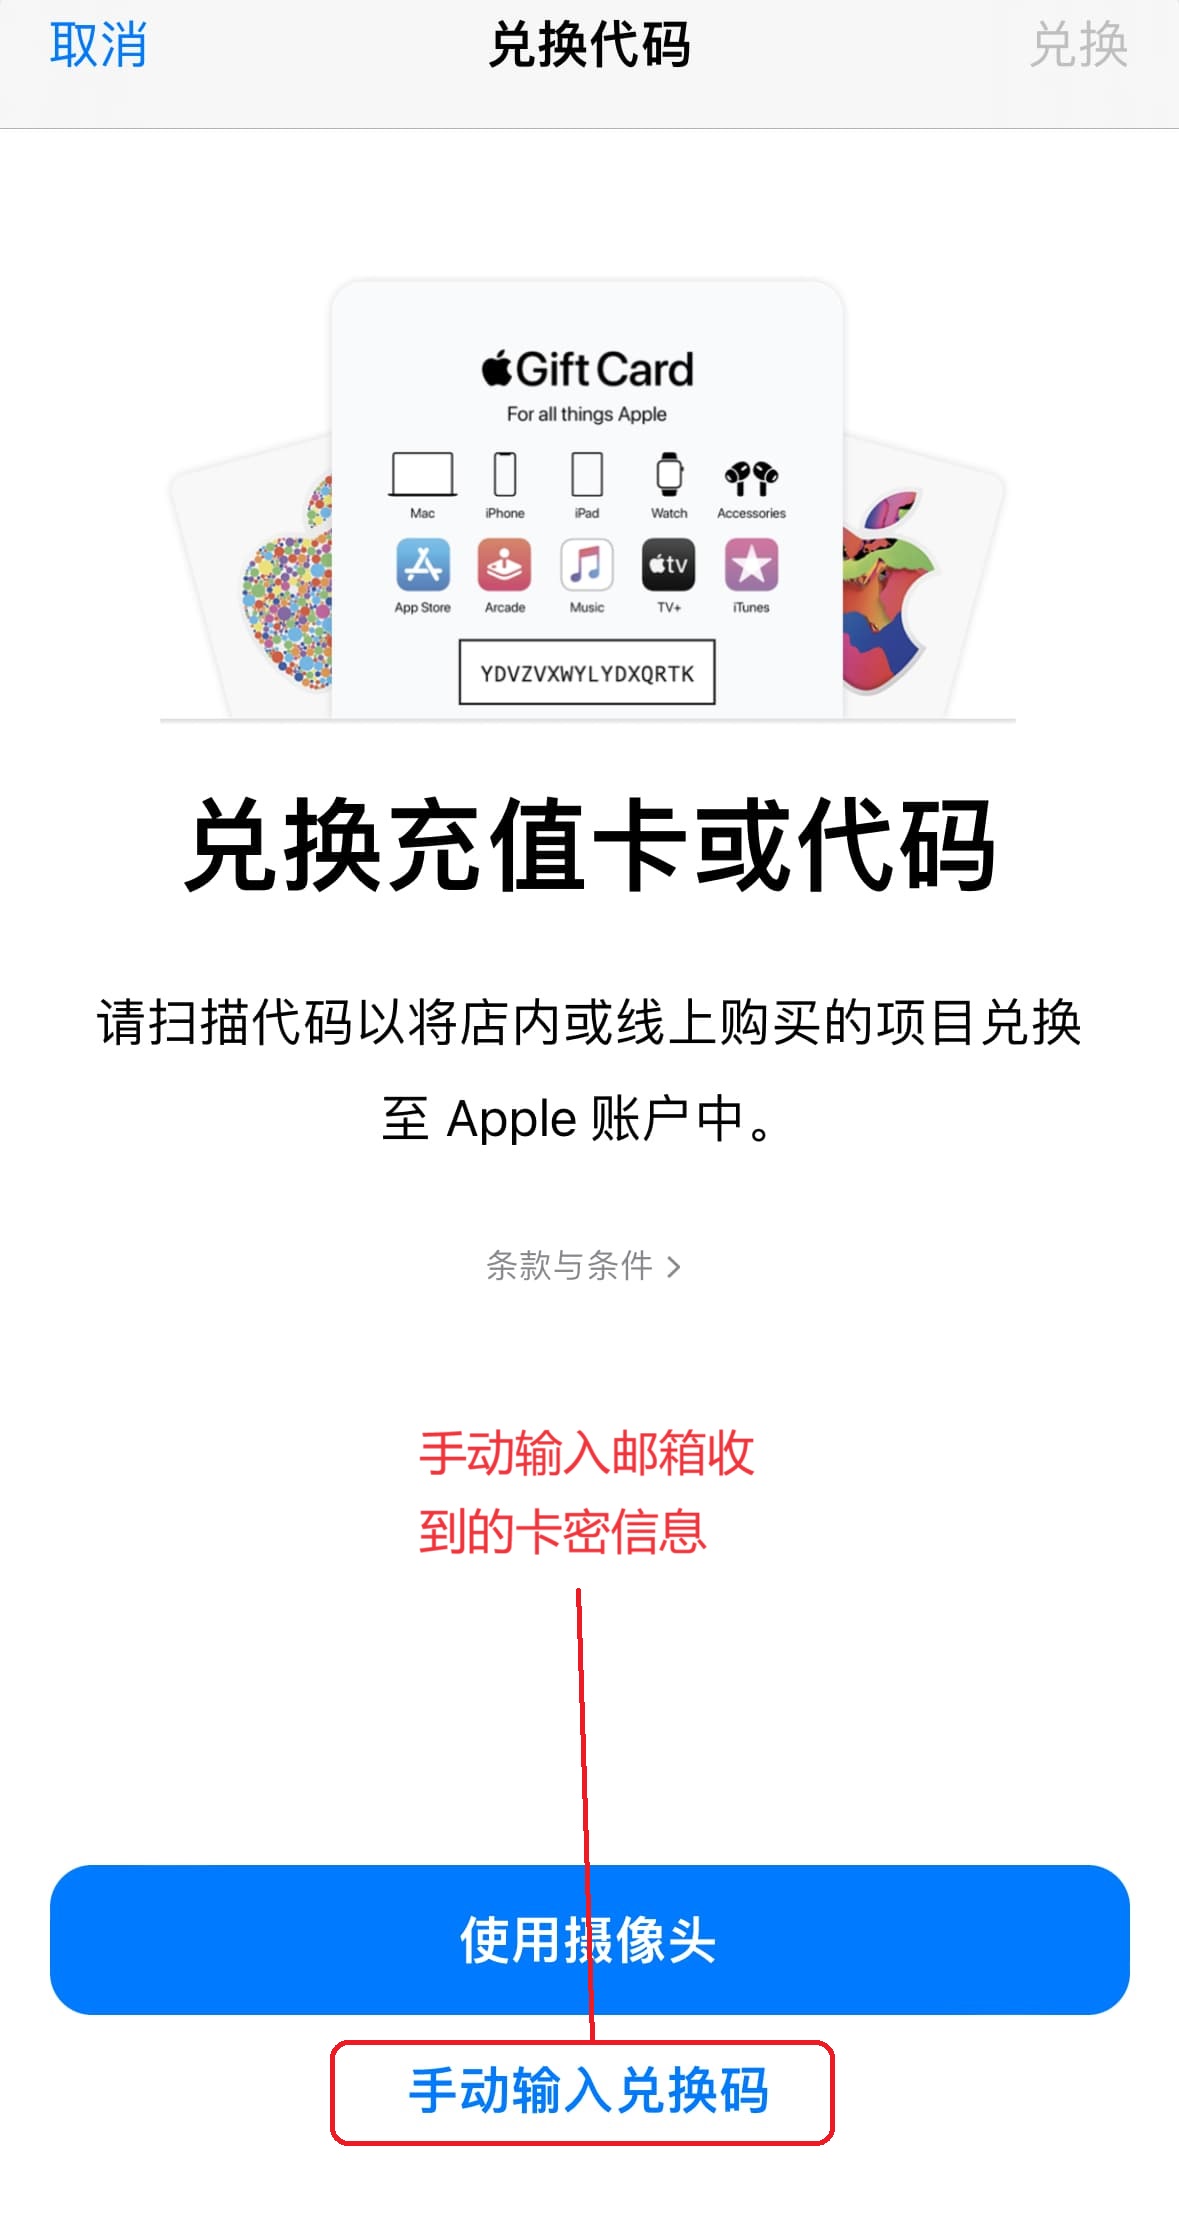 取消
兑换代码
兑换
Gift Card
For all things Apple
Mac iPhone iPad Watch Accessories
tv
App Store Arcade Music TV+ iTunes
YDVZVXWYLYDXQRTK
兑换充值卡或代码
请扫描代码以将店内或线上购买的项目兑换
至 Apple 账户中。
条款与条件 >
手动输入邮箱收
到的卡密信息
使用摄像头
手动输入兑换码